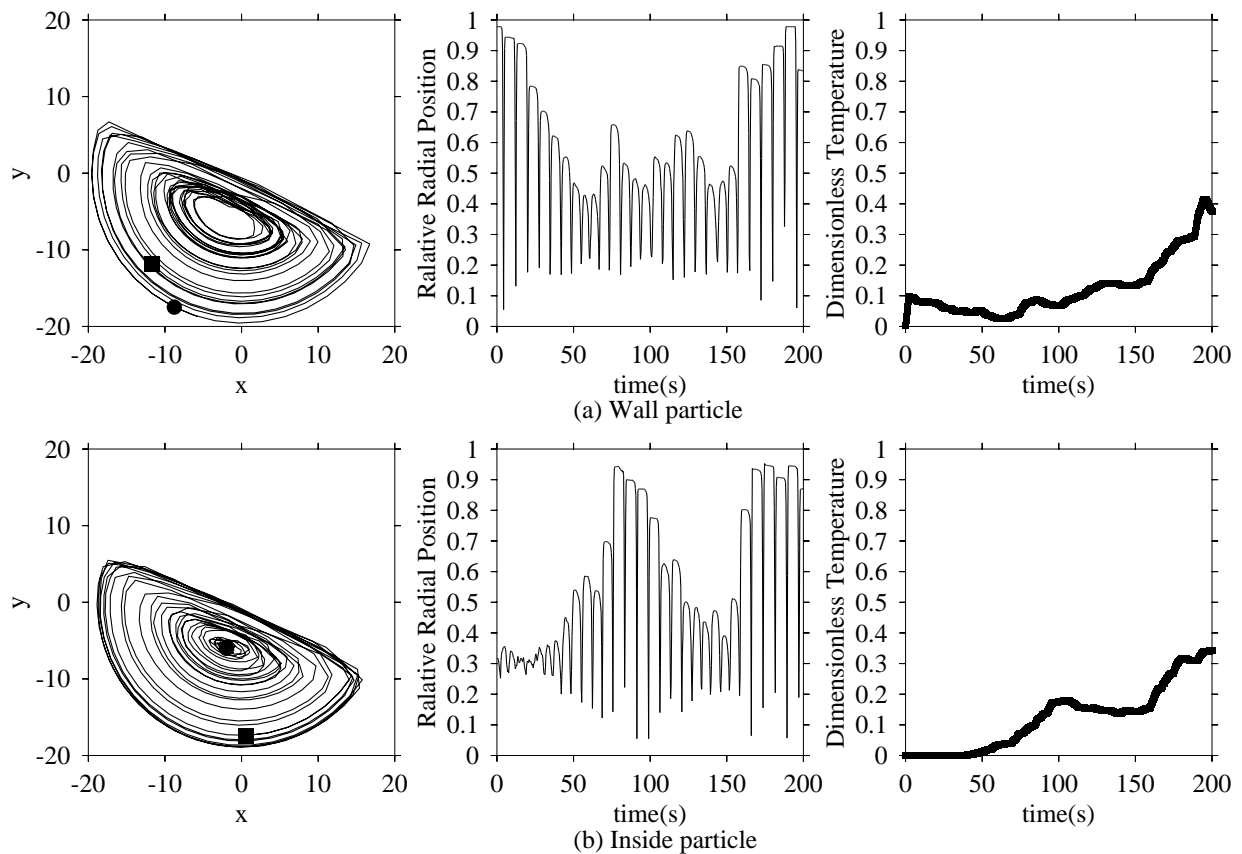 20
10
0
-10
-20
y
-20 -10 0 10 20
x
1
0.9
0.8
0.7
0.6
0.5
0.4
0.3
0.2
0.1
0
Ralative Radial Position
0 50 100 150 200
time(s)
1
0.9
0.8
0.7
0.6
0.5
0.4
0.3
0.2
0.1
0
Dimensionless Temperature
0 50 100 150 200
time(s)
(a) Wall particle
20
10
0
-10
-20
y
-20 -10 0 10 20
x
1
0.9
0.8
0.7
0.6
0.5
0.4
0.3
0.2
0.1
0
Ralative Radial Position
0 50 100 150 200
time(s)
1
0.9
0.8
0.7
0.6
0.5
0.4
0.3
0.2
0.1
0
Dimensionless Temperature
0 50 100 150 200
time(s)
(b) Inside particle